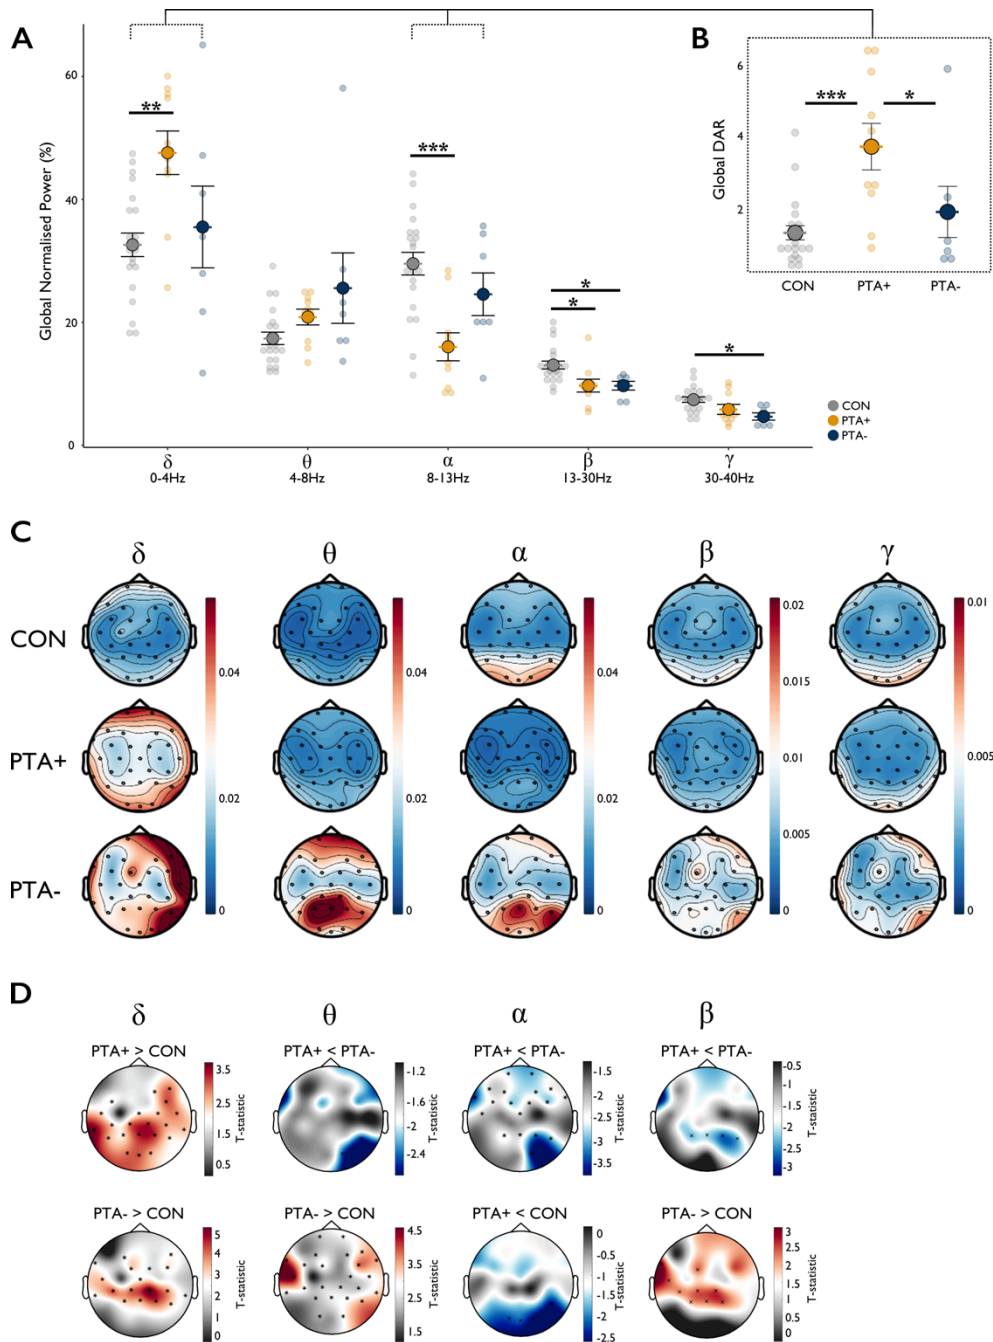 A
B
Global Normalised Power (%)
60
40
20
0
**
***
*
*
*
δ
θ
α
β
γ
0-4Hz
4-8Hz
8-13Hz
13-30Hz
30-40Hz
CON
PTA+
PTA-
Global DAR
6
4
2
***
*
CON
PTA+
PTA-
C
δ
θ
α
β
γ
CON
PTA+
PTA-
0.04
0.02
0
0.04
0.02
0
0.04
0.02
0
0.02
0.015
0.01
0.005
0
0.01
0.005
0
D
δ
θ
α
β
PTA+ > CON
PTA+ < PTA-
PTA+ < PTA-
PTA+ < PTA-
3.5
2.5
1.5
0.5
T-statistic
-1.2
-1.6
-2
-2.4
T-statistic
-1.5
-2
-2.5
-3
-3.5
T-statistic
-0.5
-1
-1.5
-2
-2.5
-3
T-statistic
PTA- > CON
PTA- > CON
PTA+ < CON
PTA- > CON
5
4
3
2
1
0
T-statistic
4.5
3.5
2.5
1.5
T-statistic
0
-0.5
-1
-1.5
-2
-2.5
T-statistic
3
2.5
2
1.5
1
0.5
0
T-statistic